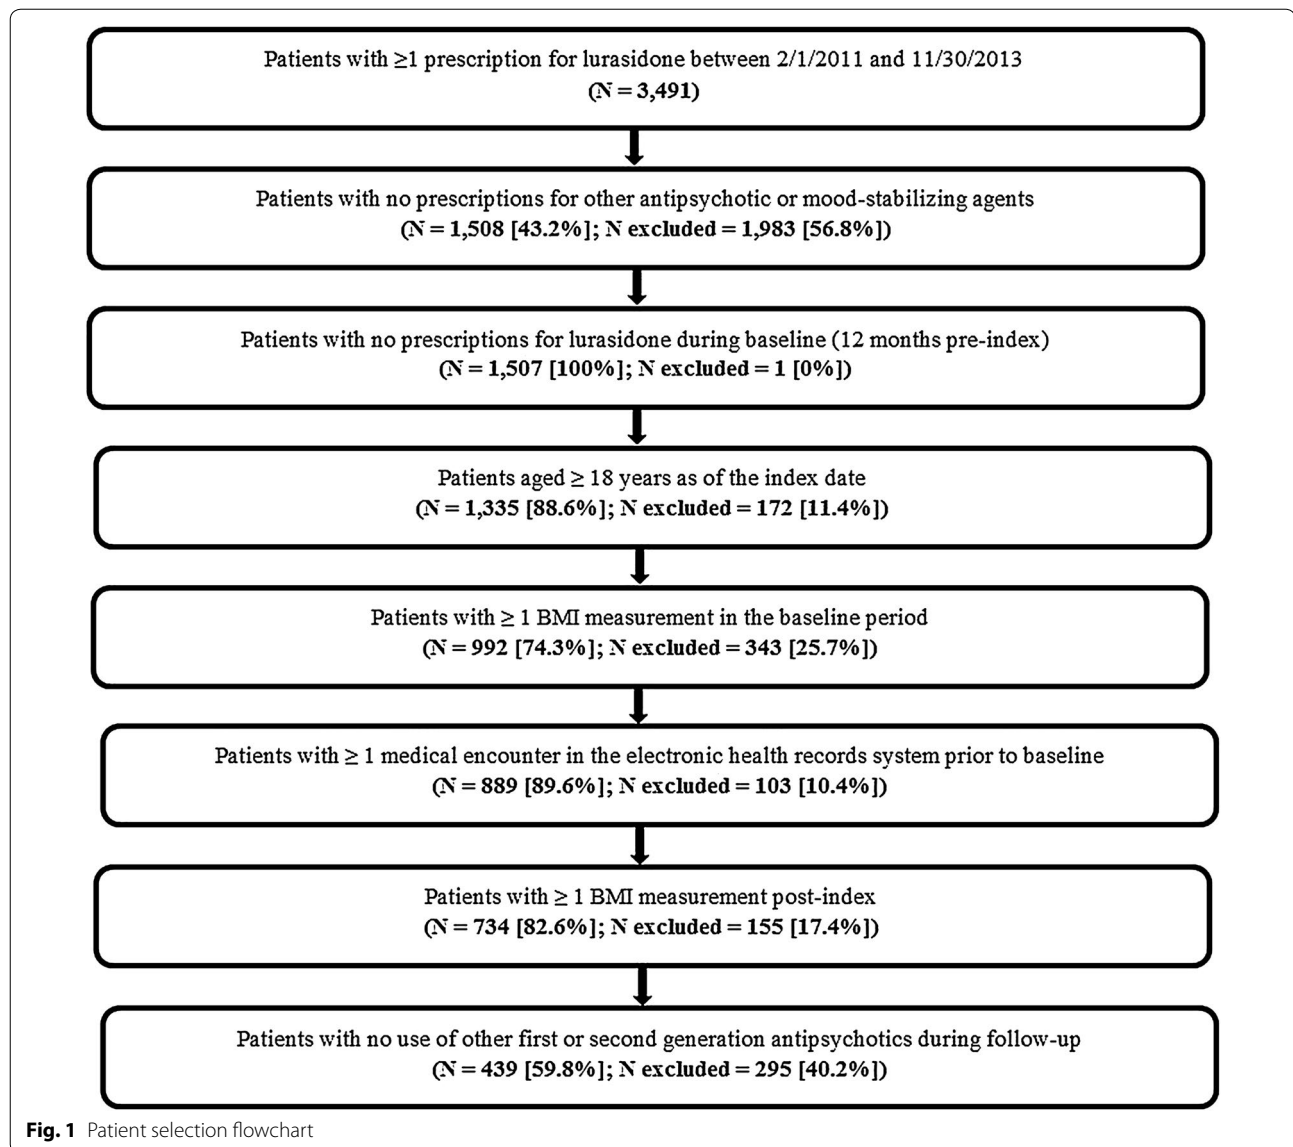 Patients with ≥1 prescription for lurasidone between 2/1/2011 and 11/30/2013
(N = 3,491)
Patients with no prescriptions for other antipsychotic or mood-stabilizing agents
(N = 1,508 [43.2%]; N excluded = 1,983 [56.8%])
Patients with no prescriptions for lurasidone during baseline (12 months pre-index)
(N = 1,507 [100%]; N excluded = 1 [0%])
Patients aged ≥ 18 years as of the index date
(N = 1,335 [88.6%]; N excluded = 172 [11.4%])
Patients with ≥ 1 BMI measurement in the baseline period
(N = 992 [74.3%]; N excluded = 343 [25.7%])
Patients with ≥ 1 medical encounter in the electronic health records system prior to baseline
(N = 889 [89.6%]; N excluded = 103 [10.4%])
Patients with ≥ 1 BMI measurement post-index
(N = 734 [82.6%]; N excluded = 155 [17.4%])
Patients with no use of other first or second generation antipsychotics during follow-up
(N = 439 [59.8%]; N excluded = 295 [40.2%])
Fig. 1 Patient selection flowchart